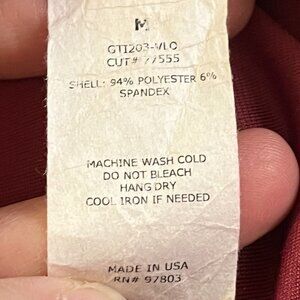 M
GTI203-VLC
CUT# 77555
SHELL: 94% POLYESTER 6%
SPANDEX
MACHINE WASH COLD
DO NOT BLEACH
HANG DRY
COOL IRON IF NEEDED
MADE IN USA
RN# 97803